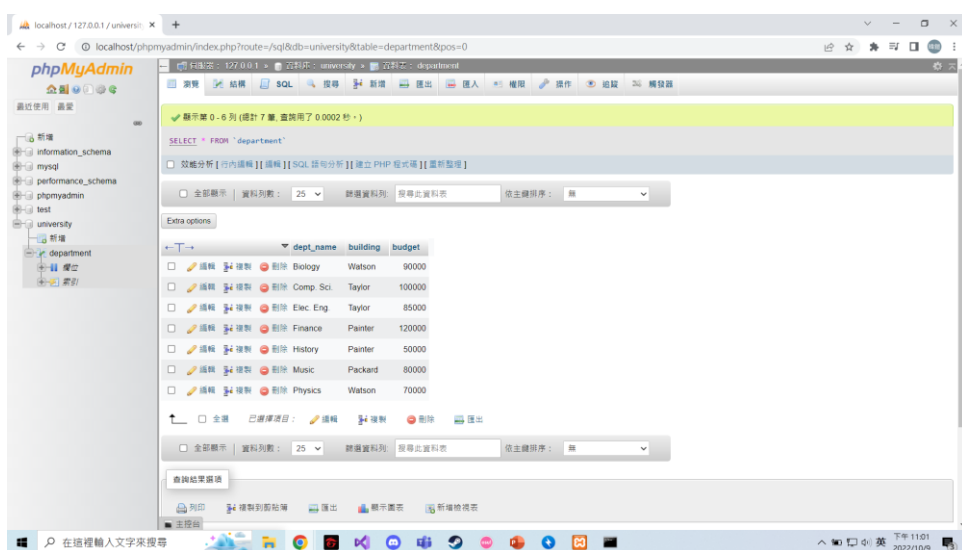 localhost / 127.0.0.1 / universit
localhost/phpmyadmin/index.php?route=/sql&db=university&table=department&pos=0
phpMyAdmin
最近使用 最愛
新增
information_schema
mysql
performance_schema
phpmyadmin
test
university
新增
department
欄位
索引
伺服器: 127.0.0.1 » 資料庫: university » 資料表: department
瀏覽 結構 SQL 搜尋 新增 匯出 匯入 權限 操作 追蹤 觸發器
顯示第 0 - 6 列 (總計 7 筆, 查詢用了 0.0002 秒。)
SELECT * FROM `department`
效能分析 [ 行內編輯 ] [ 編輯 ] [ SQL 語句分析 ] [ 建立 PHP 程式碼 ] [ 重新整理 ]
全部顯示 | 資料列數: 25 篩選資料列: 搜尋此資料表 依主鍵排序: 無
Extra options
←T→ dept_name building budget
編輯 複製 刪除 Biology Watson 90000
編輯 複製 刪除 Comp. Sci. Taylor 100000
編輯 複製 刪除 Elec. Eng. Taylor 85000
編輯 複製 刪除 Finance Painter 120000
編輯 複製 刪除 History Painter 50000
編輯 複製 刪除 Music Packard 80000
編輯 複製 刪除 Physics Watson 70000
全選 已選擇項目: 編輯 複製 刪除 匯出
全部顯示 | 資料列數: 25 篩選資料列: 搜尋此資料表 依主鍵排序: 無
查詢結果選項
列印 複製到剪貼簿 匯出 顯示圖表 新增檢視表
主控台
在這裡輸入文字來搜尋
英 下午 11:01
2022/10/9